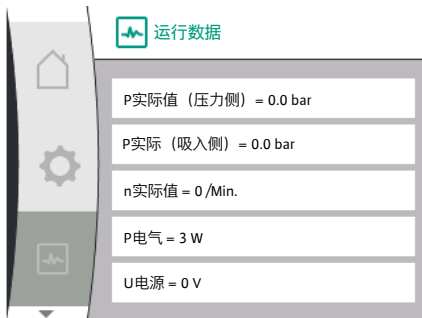 运行数据
P实际值（压力侧）= 0.0 bar
P实际（吸入侧）= 0.0 bar
n实际值 = 0 /Min.
P电气 = 3 W
U电源 = 0 V